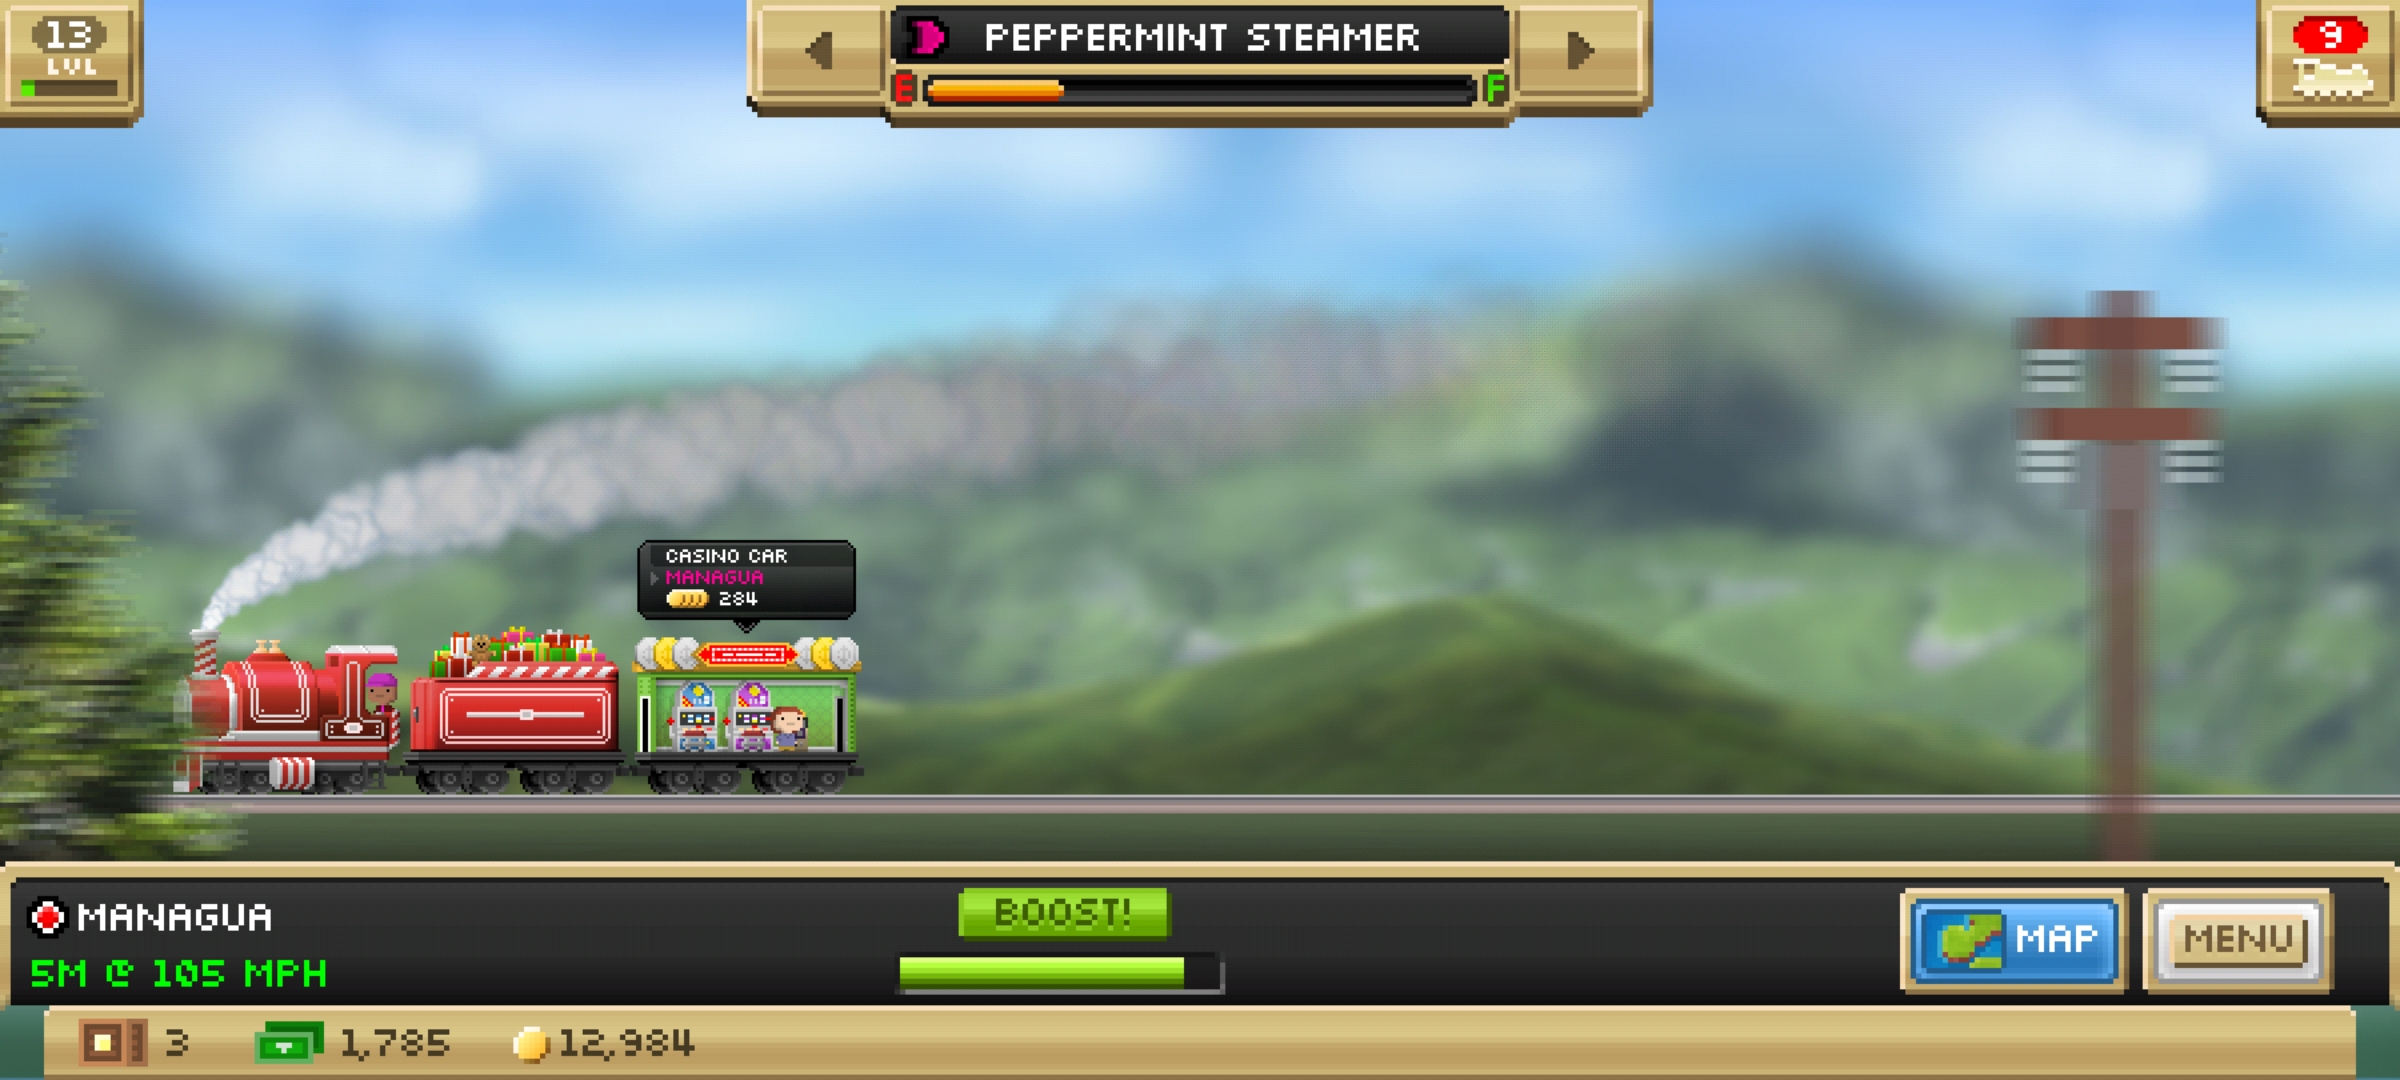 13
LVL
PEPPERMINT STEAMER
E F
9
CASINO CAR
MANAGUA
284
MANAGUA
5M @ 105 MPH
BOOST!
MAP
MENU
3
1,785
12,984